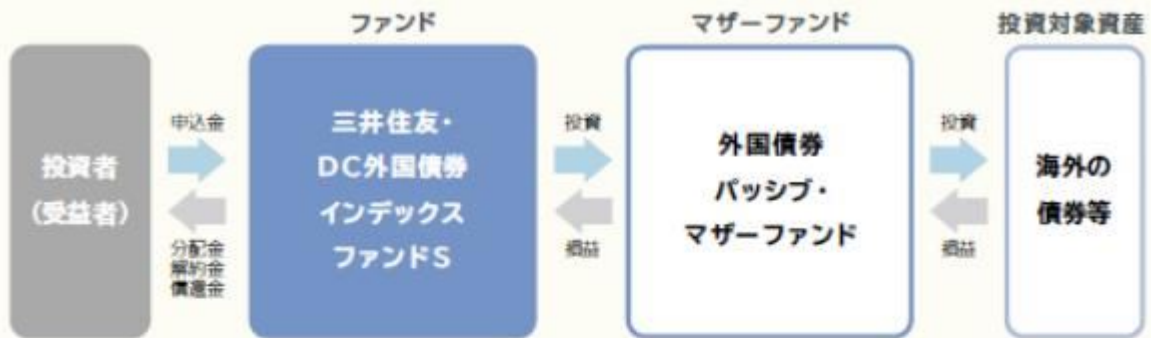 ファンド
マザーファンド
投資対象資産
投資者
(受益者)
申込金
分配金
解約金
償還金
三井住友・
DC外国債券
インデックス
ファンドS
投資
損益
外国債券
パッシブ・
マザーファンド
投資
損益
海外の
債券等